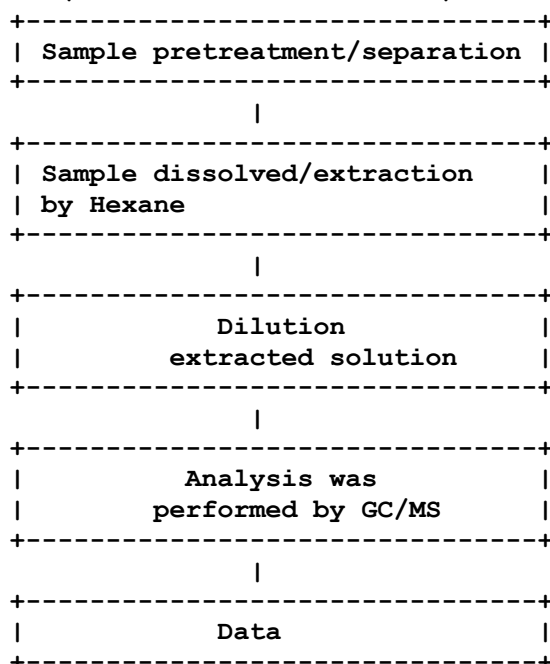 Sample pretreatment/separation
Sample dissolved/extraction
by Hexane
Dilution
extracted solution
Analysis was
performed by GC/MS
Data